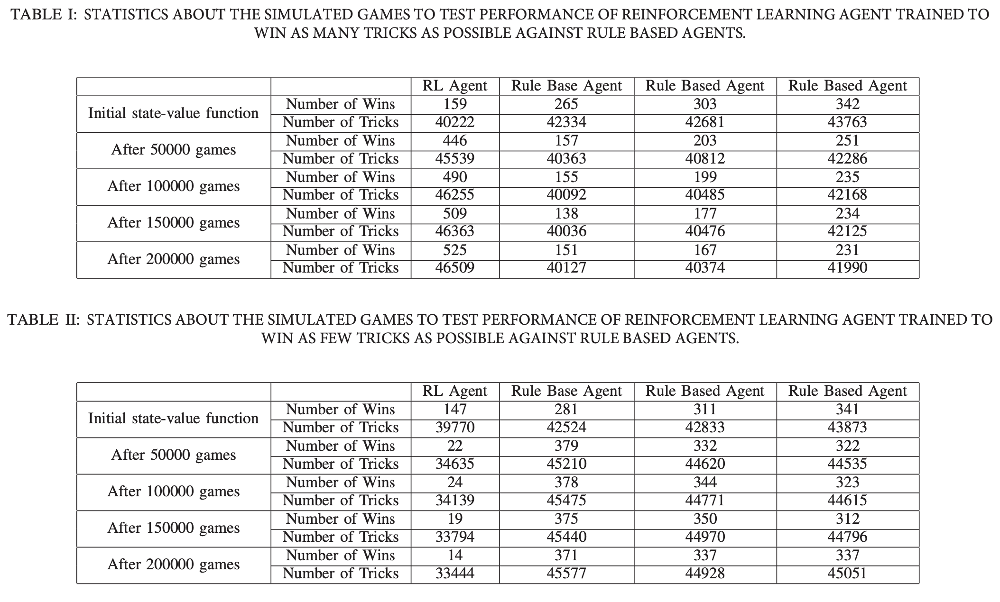 TABLE I: STATISTICS ABOUT THE SIMULATED GAMES TO TEST PERFORMANCE OF REINFORCEMENT LEARNING AGENT TRAINED TO
WIN AS MANY TRICKS AS POSSIBLE AGAINST RULE BASED AGENTS.
RL Agent Rule Base Agent Rule Based Agent Rule Based Agent
Initial state-value function
Number of Wins 159 265 303 342
Number of Tricks 40222 42334 42681 43763
After 50000 games
Number of Wins 446 157 203 251
Number of Tricks 45539 40363 40812 42286
After 100000 games
Number of Wins 490 155 199 235
Number of Tricks 46255 40092 40485 42168
After 150000 games
Number of Wins 509 138 177 234
Number of Tricks 46363 40036 40476 42125
After 200000 games
Number of Wins 525 151 167 231
Number of Tricks 46509 40127 40374 41990
TABLE II: STATISTICS ABOUT THE SIMULATED GAMES TO TEST PERFORMANCE OF REINFORCEMENT LEARNING AGENT TRAINED TO
WIN AS FEW TRICKS AS POSSIBLE AGAINST RULE BASED AGENTS.
RL Agent Rule Base Agent Rule Based Agent Rule Based Agent
Initial state-value function
Number of Wins 147 281 311 341
Number of Tricks 39770 42524 42833 43873
After 50000 games
Number of Wins 22 379 332 322
Number of Tricks 34635 45210 44620 44535
After 100000 games
Number of Wins 24 378 344 323
Number of Tricks 34139 45475 44771 44615
After 150000 games
Number of Wins 19 375 350 312
Number of Tricks 33794 45440 44970 44796
After 200000 games
Number of Wins 14 371 337 337
Number of Tricks 33444 45577 44928 45051